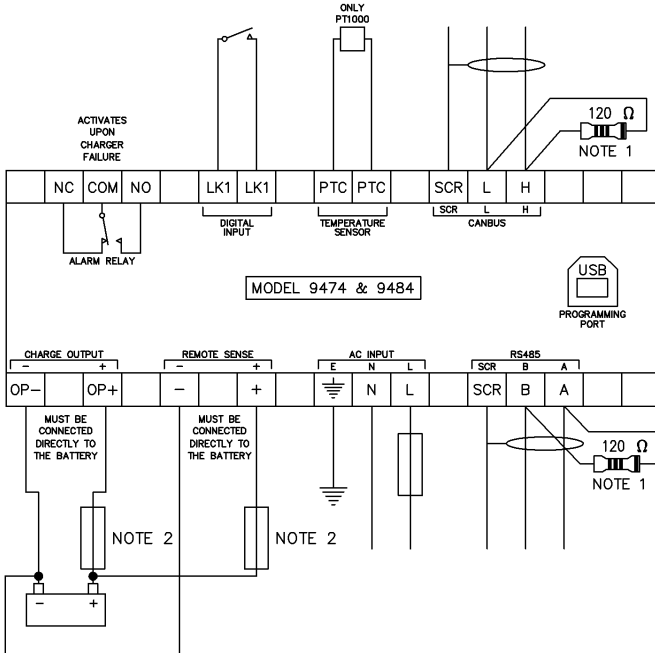 ONLY
PT1000
120 Ω
NOTE 1
ACTIVATES
UPON
CHARGER
FAILURE
NC COM NO LK1 LK1 PTC PTC SCR L H
DIGITAL
INPUT
TEMPERATURE
SENSOR
SCR L H
CANBUS
ALARM RELAY
MODEL 9474 & 9484
USB
PROGRAMMING
PORT
CHARGE OUTPUT
- +
REMOTE SENSE
- +
AC INPUT
E N L
RS485
SCR B A
OP- OP+ - + N L SCR B A
MUST BE
CONNECTED
DIRECTLY TO
THE BATTERY
MUST BE
CONNECTED
DIRECTLY TO
THE BATTERY
120 Ω
NOTE 1
NOTE 2
NOTE 2
- +